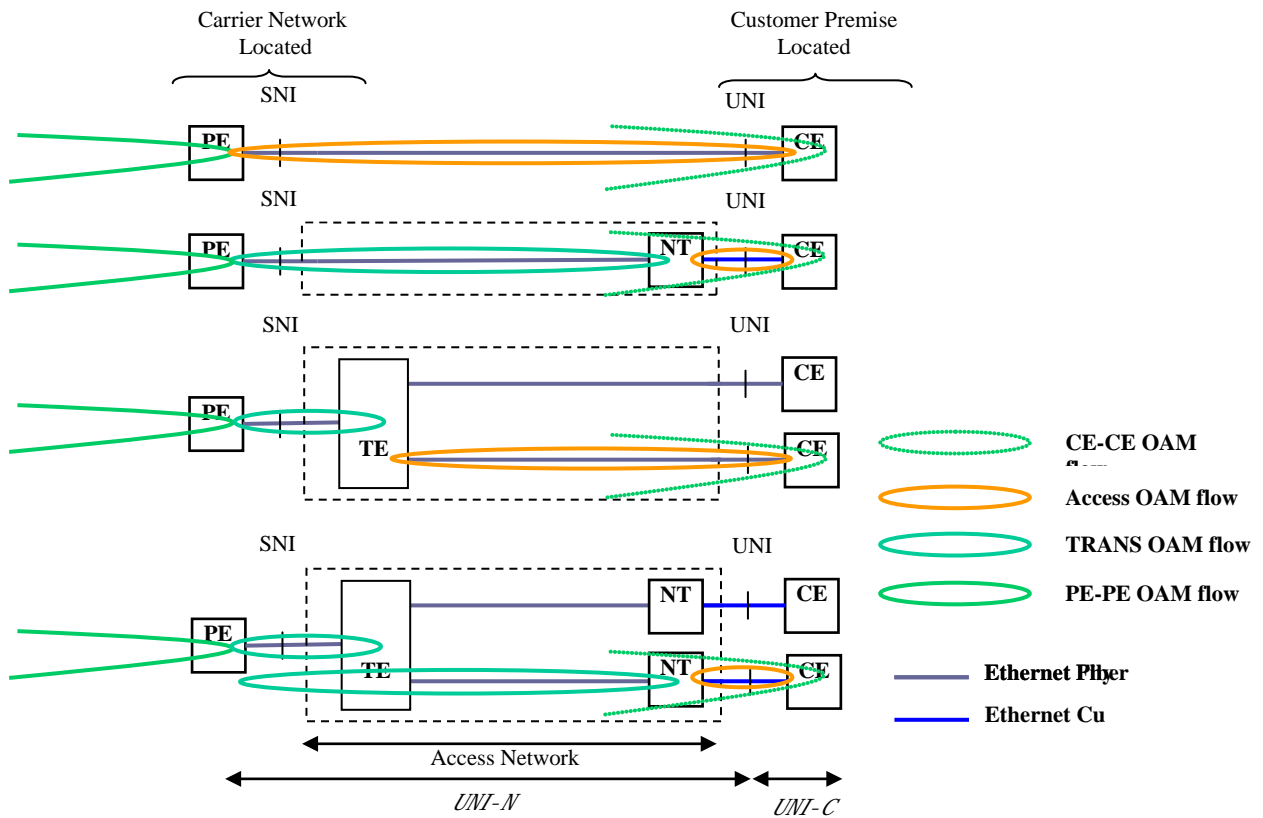 Carrier Network
Located
Customer Premise
Located
SNI
UNI
PE
CE
SNI
UNI
PE
NT
CE
SNI
UNI
CE
PE
TE
CE
CE-CE OAM
Access OAM flow
TRANS OAM flow
PE-PE OAM flow
SNI
UNI
NT
CE
PE
TE
NT
CE
Ethernet
Ethernet Cu
Access Network
UNI-N
UNI-C